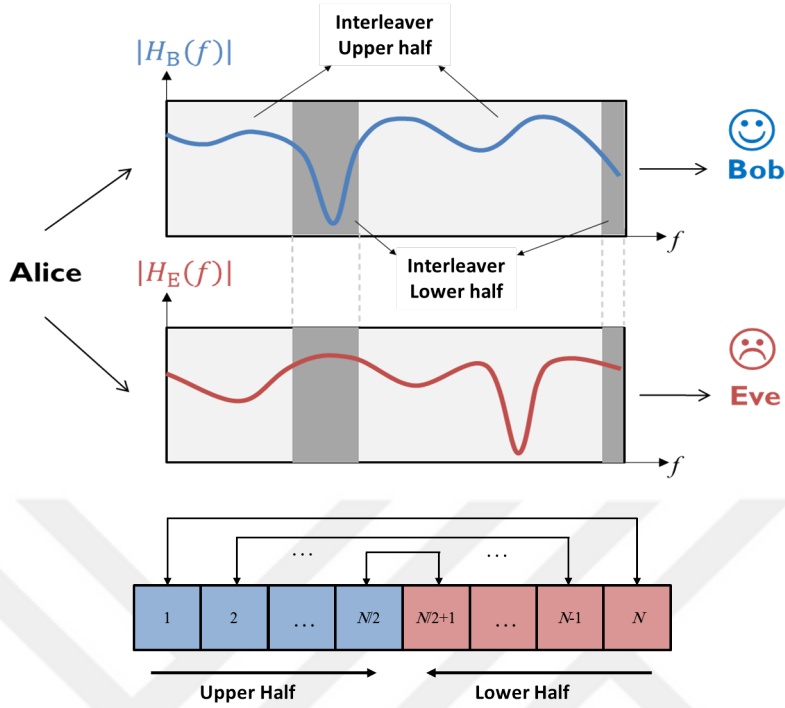 Interleaver
Upper half
|H_B(f)|
Bob
f
Alice
Interleaver
Lower half
|H_E(f)|
Eve
f
... ...
1 2 ... N/2 N/2+1 ... N-1 N
Upper Half Lower Half